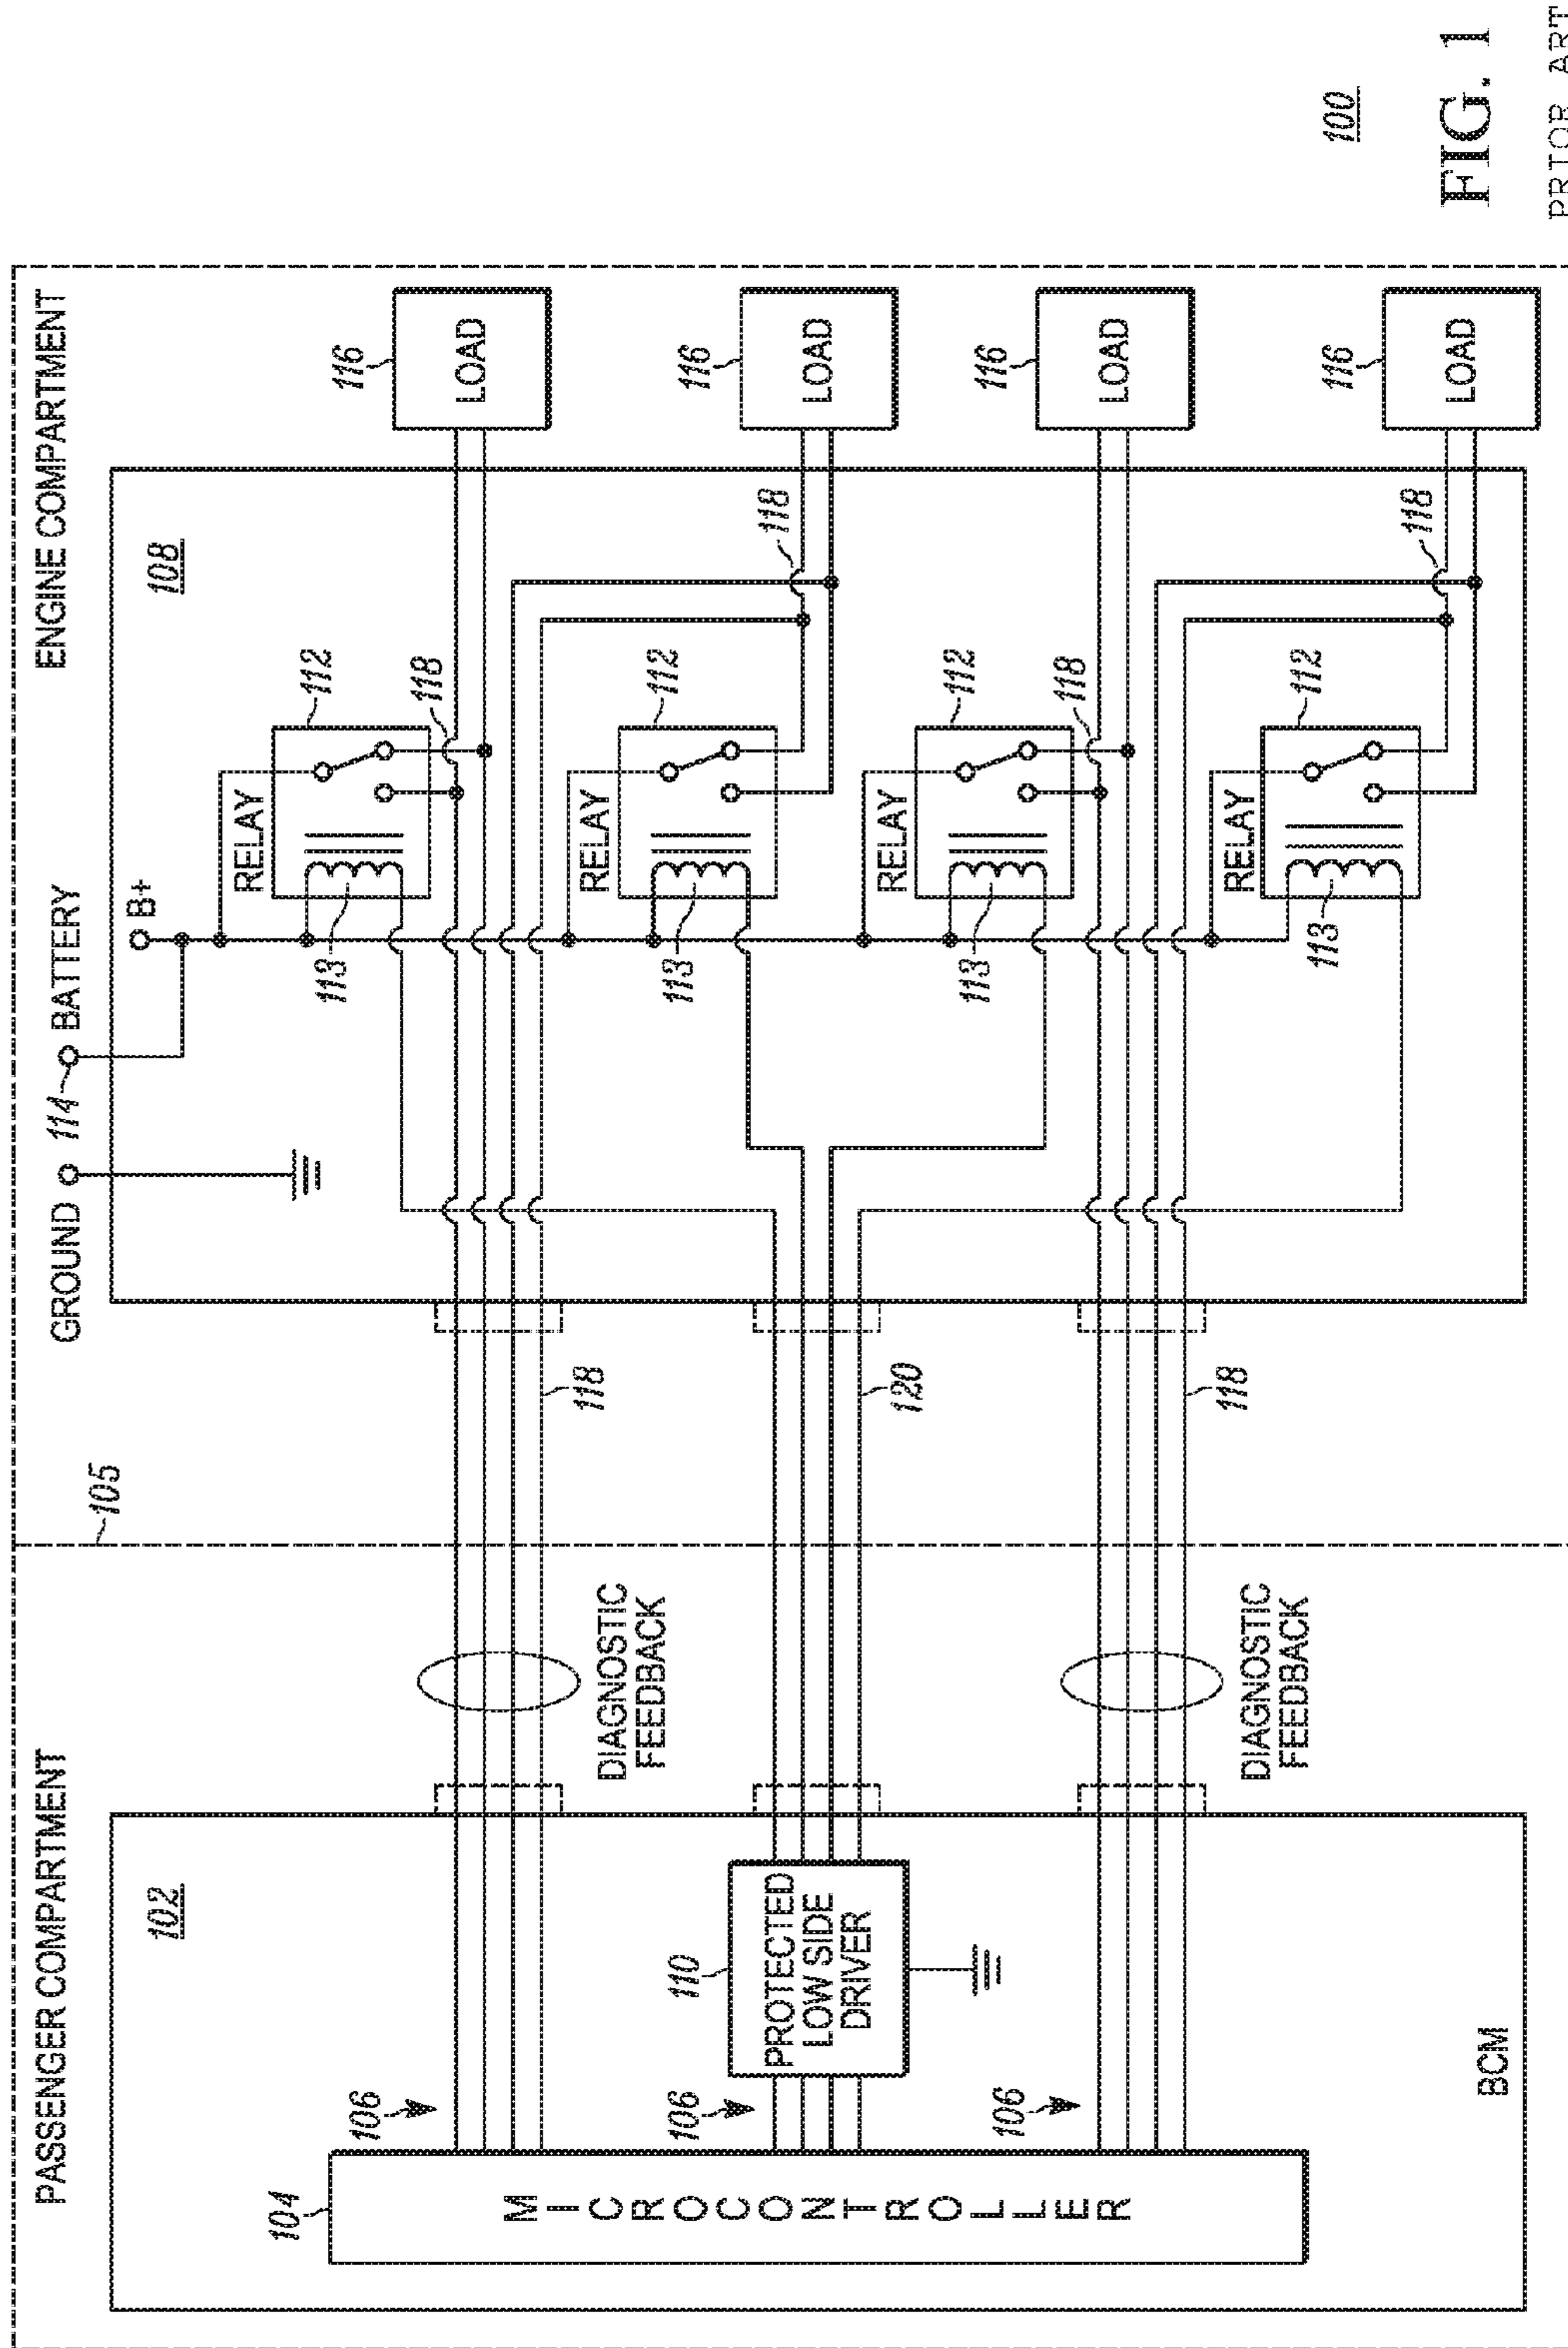 PASSENGER COMPARTMENT
105
GROUND
114
BATTERY
ENGINE COMPARTMENT
102
108
B+
104
MICROCONTROLLER
106
106
106
110
PROTECTED
LOW SIDE
DRIVER
BCM
DIAGNOSTIC
FEEDBACK
DIAGNOSTIC
FEEDBACK
118
120
118
RELAY
112
113
118
RELAY
112
113
118
RELAY
112
113
118
RELAY
112
113
118
116
LOAD
116
LOAD
116
LOAD
116
LOAD
100
FIG. 1
PRIOR ART